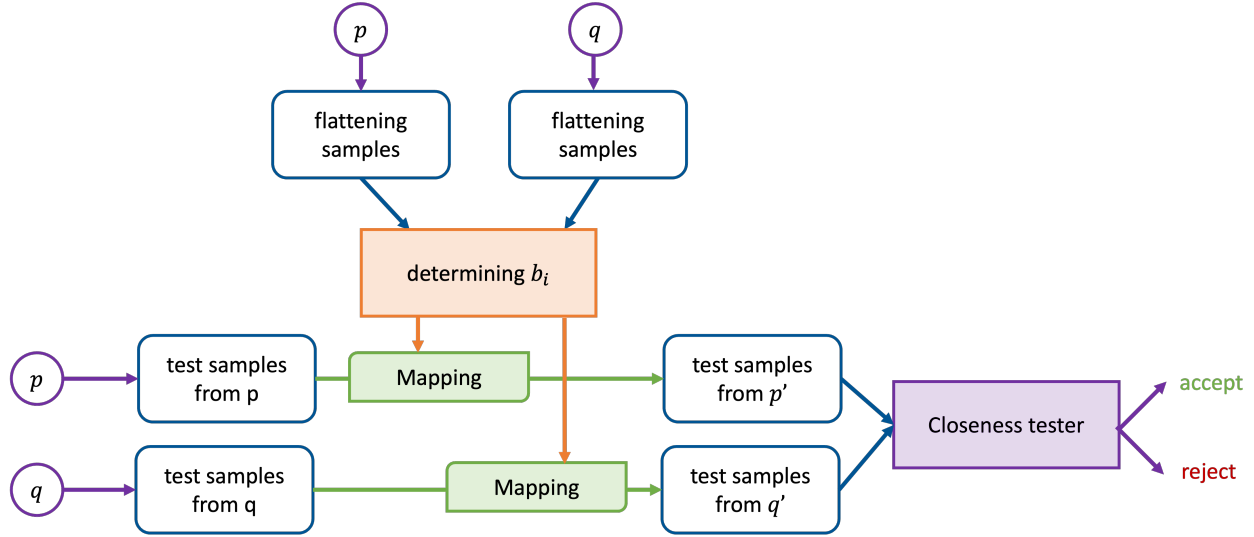 p
q
flattening
samples
flattening
samples
determining bᵢ
p
test samples
from p
Mapping
test samples
from p’
accept
Closeness tester
reject
q
test samples
from q
Mapping
test samples
from q’